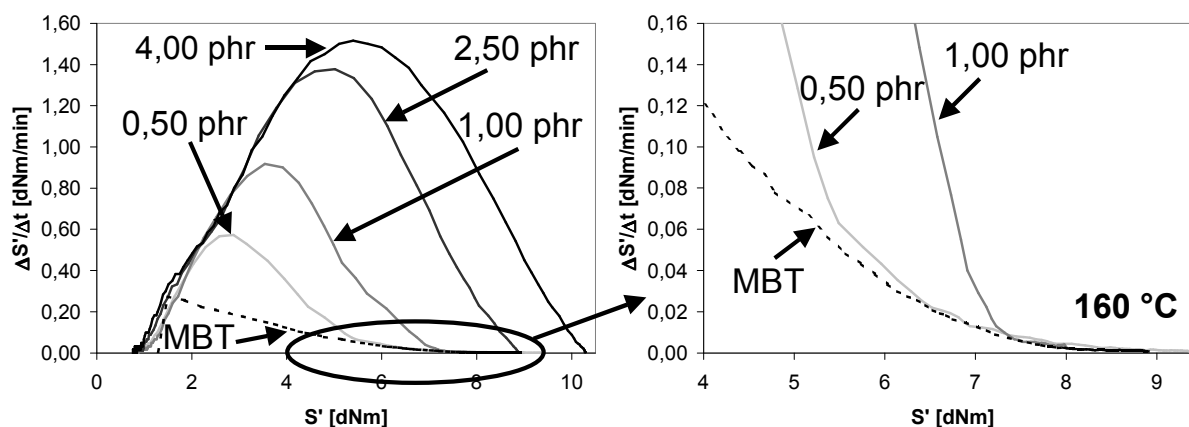 1,60
1,40
1,20
1,00
0,80
0,60
0,40
0,20
0,00
ΔS'/Δt [dNm/min]
0
2
4
6
8
10
S' [dNm]
4,00 phr
2,50 phr
0,50 phr
1,00 phr
MBT
0,16
0,14
0,12
0,10
0,08
0,06
0,04
0,02
0,00
ΔS'/Δt [dNm/min]
4
5
6
7
8
9
S' [dNm]
1,00 phr
0,50 phr
MBT
160 °C